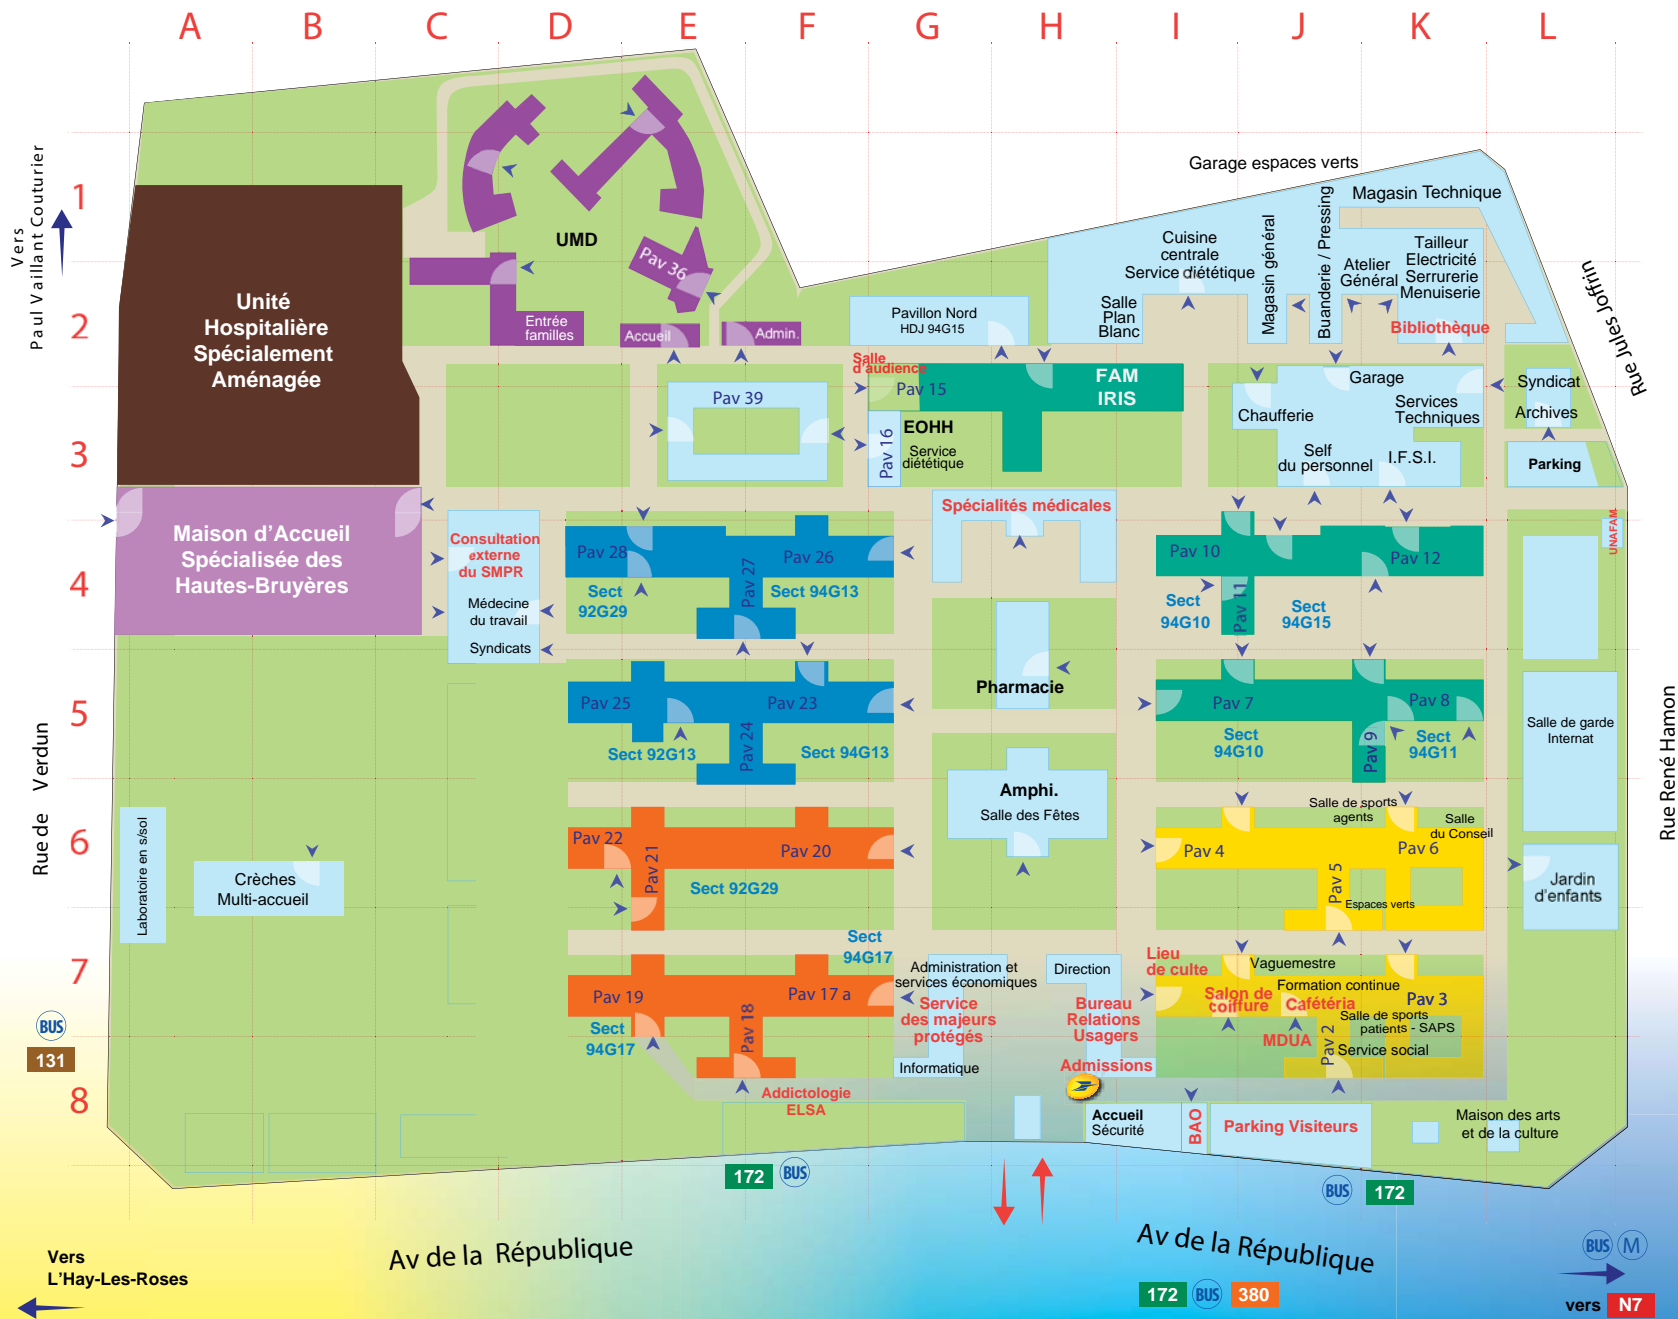 A B C D E F G H I J K L
1
2
3
4
5
6
7
8
Vers
Paul Vaillant Couturier
Garage espaces verts
Magasin Technique
UMD
Pav 36
Entrée
familles
Accueil
Admin.
Unité
Hospitalière
Spécialement
Aménagée
Cuisine
centrale
Service diététique
Salle
Plan
Blanc
Magasin général
Buanderie / Pressing
Atelier
Général
Tailleur
Electricité
Serrurerie
Menuiserie
Bibliothèque
Rue Jules Joffrin
Pavillon Nord
HDJ 94G15
Salle
d'audience
Pav 15
FAM
IRIS
Pav 39
Pav 16
EOHH
Service
diététique
Garage
Chaufferie
Services
Techniques
Self
du personnel
I.F.S.I.
Syndicat
Archives
Parking
UNAFAM
Maison d'Accueil
Spécialisée des
Hautes-Bruyères
Consultation
externe
du SMPR
Médecine
du travail
Syndicats
Pav 28
Pav 26
Pav 27
Sect
92G29
Sect 94G13
Spécialités médicales
Pav 10
Pav 12
Pav 11
Sect
94G10
Sect
94G15
Pav 25
Pav 23
Pav 24
Sect 92G13
Sect 94G13
Pharmacie
Pav 7
Pav 8
Pav 9
Sect
94G10
Sect
94G11
Salle de garde
Internat
Rue de Verdun
Rue René Hamon
Amphi.
Salle des Fêtes
Laboratoire en s/sol
Crèches
Multi-accueil
Pav 22
Pav 21
Pav 20
Sect 92G29
Salle de sports
agents
Salle
du Conseil
Pav 4
Pav 6
Pav 5
Espaces verts
Jardin
d'enfants
Sect
94G17
Pav 19
Pav 17 a
Pav 18
Sect
94G17
Administration et
services économiques
Service
des majeurs
protégés
Informatique
Direction
Bureau
Relations
Usagers
Admissions
Lieu
de culte
Vaguemestre
Formation continue
Salon de
coiffure
Cafétéria
Pav 3
Salle de sports
patients - SAPS
MDUA
Pav 2
Service social
Addictologie
ELSA
Accueil
Sécurité
BAO
Parking Visiteurs
Maison des arts
et de la culture
BUS
131
172 BUS
BUS 172
Av de la République
Av de la République
Vers
L'Hay-Les-Roses
172 BUS 380
BUS M
vers N7